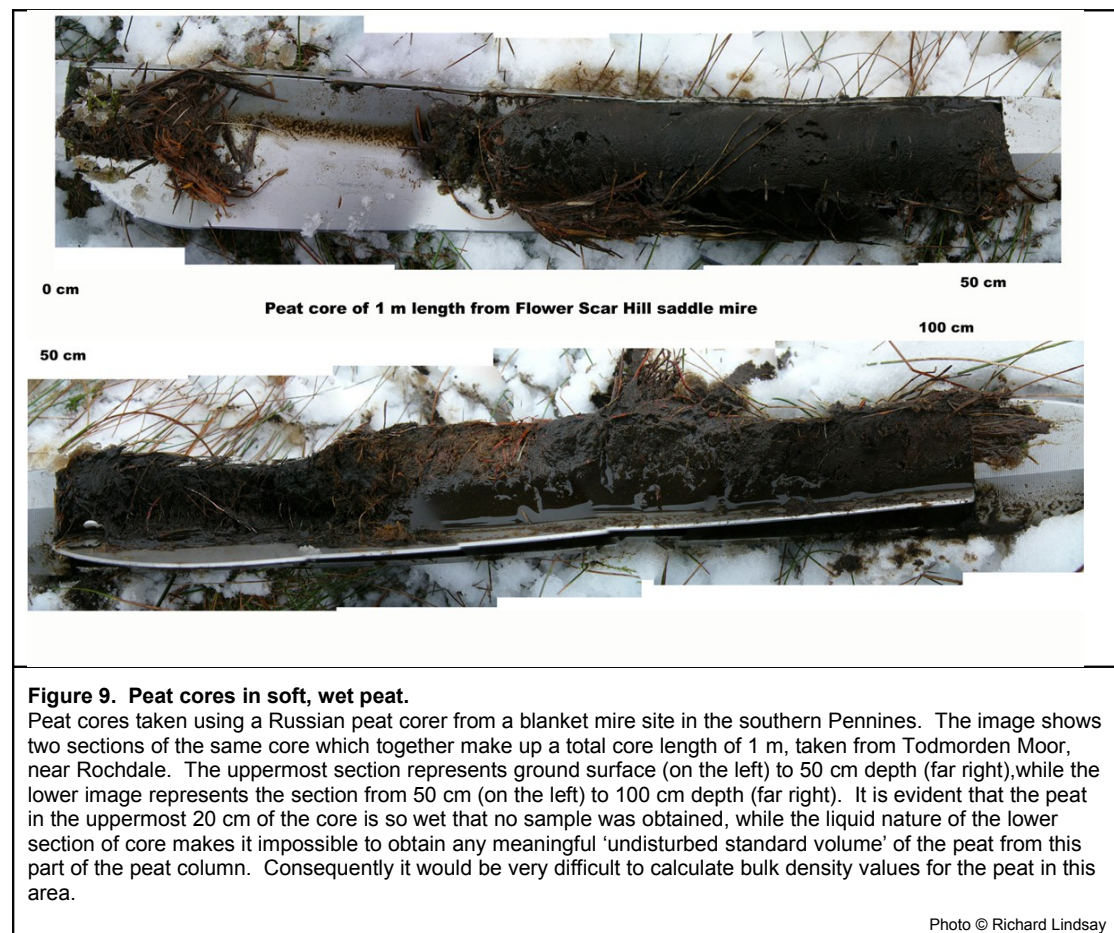 0 cm
50 cm
Peat core of 1 m length from Flower Scar Hill saddle mire
100 cm
50 cm
Figure 9.  Peat cores in soft, wet peat.
Peat cores taken using a Russian peat corer from a blanket mire site in the southern Pennines.  The image shows
two sections of the same core which together make up a total core length of 1 m, taken from Todmorden Moor,
near Rochdale.  The uppermost section represents ground surface (on the left) to 50 cm depth (far right),while the
lower image represents the section from 50 cm (on the left) to 100 cm depth (far right).  It is evident that the peat
in the uppermost 20 cm of the core is so wet that no sample was obtained, while the liquid nature of the lower
section of core makes it impossible to obtain any meaningful ‘undisturbed standard volume’ of the peat from this
part of the peat column.  Consequently it would be very difficult to calculate bulk density values for the peat in this
area.
Photo © Richard Lindsay